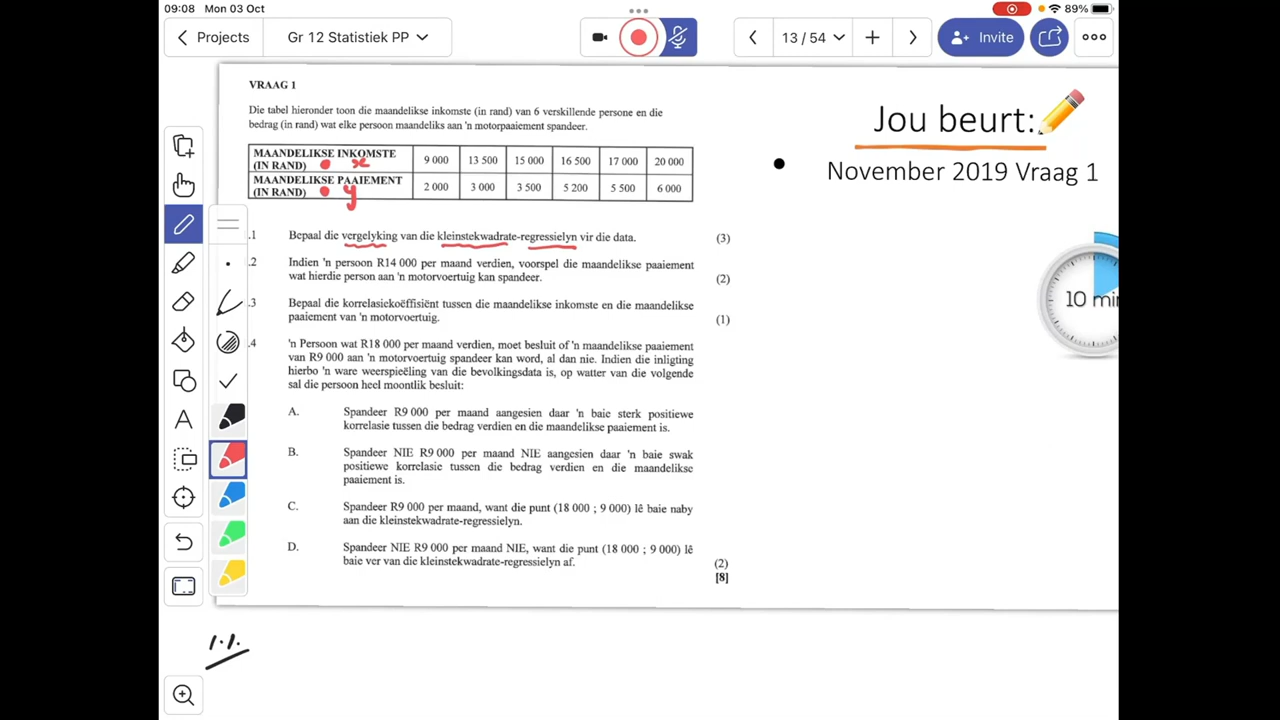 09:08 Mon 03 Oct
89%
Projects
Gr 12 Statistiek PP
13 / 54
Invite
VRAAG 1
Die tabel hieronder toon die maandelikse inkomste (in rand) van 6 verskillende persone en die
bedrag (in rand) wat elke persoon maandeliks aan 'n motorpaaiement spandeer.
MAANDELIKSE INKOMSTE (IN RAND) x 9 000 13 500 15 000 16 500 17 000 20 000
MAANDELIKSE PAAIEMENT (IN RAND) y 2 000 3 000 3 500 5 200 5 500 6 000
.1 Bepaal die vergelyking van die kleinstekwadrate-regressielyn vir die data. (3)
.2 Indien 'n persoon R14 000 per maand verdien, voorspel die maandelikse paaiement
wat hierdie person aan 'n motorvoertuig kan spandeer. (2)
.3 Bepaal die korrelasiekoëffisiënt tussen die maandelikse inkomste en die maandelikse
paaiement van 'n motorvoertuig. (1)
.4 'n Persoon wat R18 000 per maand verdien, moet besluit of 'n maandelikse paaiement
van R9 000 aan 'n motorvoertuig spandeer kan word, al dan nie. Indien die inligting
hierbo 'n ware weerspieëling van die bevolkingsdata is, op watter van die volgende
sal die persoon heel moontlik besluit:
A. Spandeer R9 000 per maand aangesien daar 'n baie sterk positiewe
korrelasie tussen die bedrag verdien en die maandelikse paaiement is.
B. Spandeer NIE R9 000 per maand NIE aangesien daar 'n baie swak
positiewe korrelasie tussen die bedrag verdien en die maandelikse
paaiement is.
C. Spandeer R9 000 per maand, want die punt (18 000 ; 9 000) lê baie naby
aan die kleinstekwadrate-regressielyn.
D. Spandeer NIE R9 000 per maand NIE, want die punt (18 000 ; 9 000) lê
baie ver van die kleinstekwadrate-regressielyn af. (2)
[8]
Jou beurt:
• November 2019 Vraag 1
10 mi
1.1.